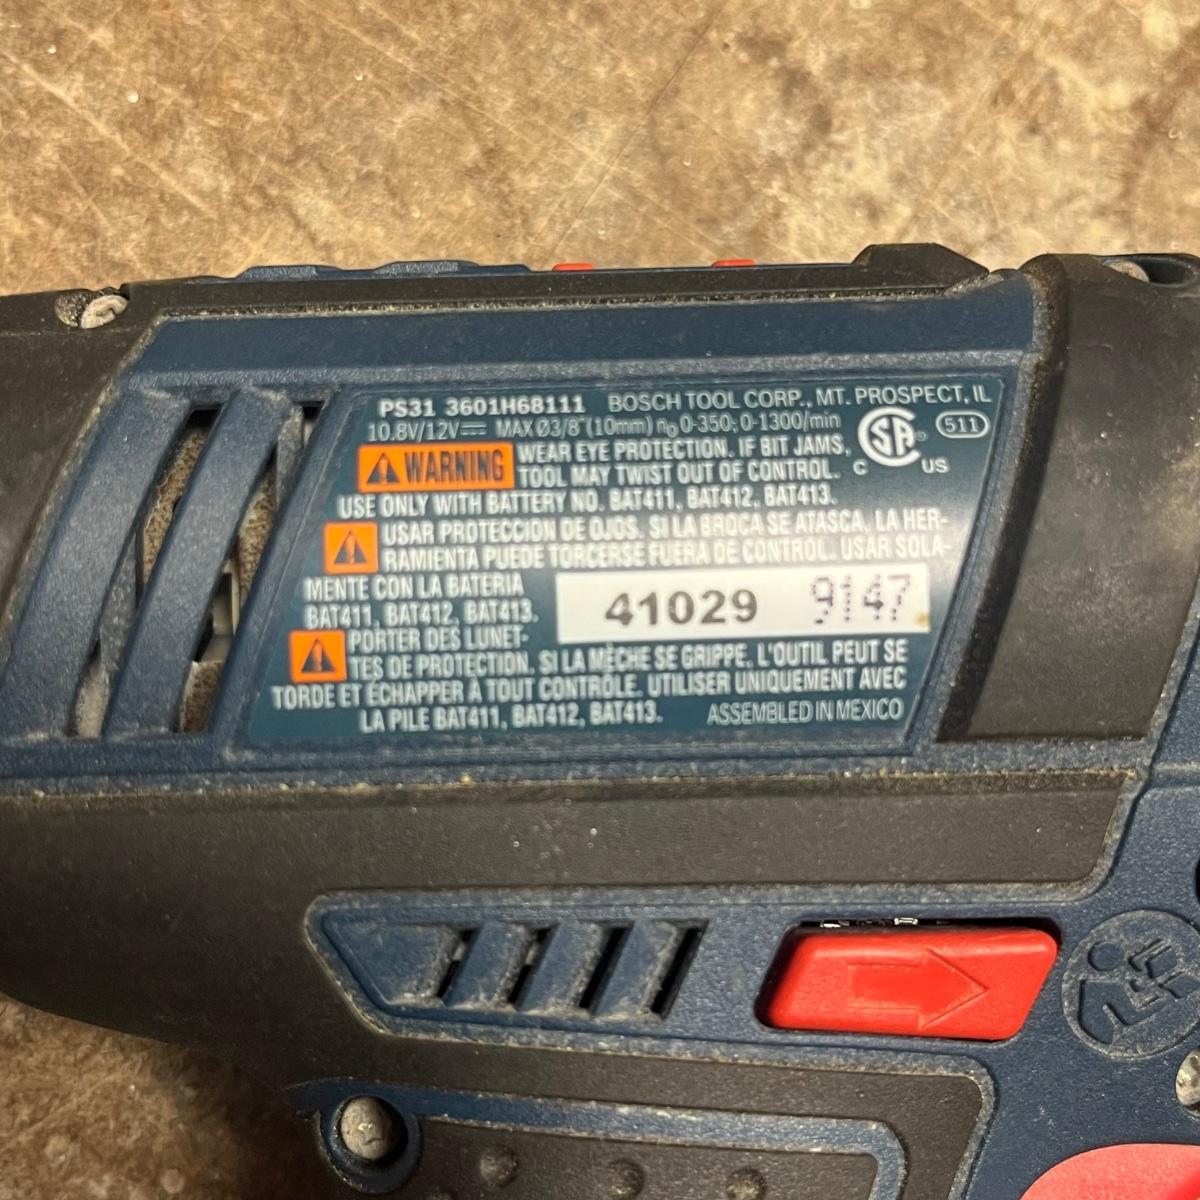 PS31 3601H68111 BOSCH TOOL CORP., MT. PROSPECT, IL
10.8V/12V⎓ MAX Ø3/8"(10mm) n₀ 0-350; 0-1300/min
WARNING WEAR EYE PROTECTION. IF BIT JAMS,
TOOL MAY TWIST OUT OF CONTROL.
SA® C US 511
USE ONLY WITH BATTERY NO. BAT411, BAT412, BAT413.
USAR PROTECCION DE OJOS. SI LA BROCA SE ATASCA, LA HER-
RAMIENTA PUEDE TORCERSE FUERA DE CONTROL. USAR SOLA-
MENTE CON LA BATERIA
BAT411, BAT412, BAT413.
41029 9147
PORTER DES LUNET-
TES DE PROTECTION. SI LA MÈCHE SE GRIPPE, L'OUTIL PEUT SE
TORDE ET ÉCHAPPER À TOUT CONTRÔLE. UTILISER UNIQUEMENT AVEC
LA PILE BAT411, BAT412, BAT413. ASSEMBLED IN MEXICO